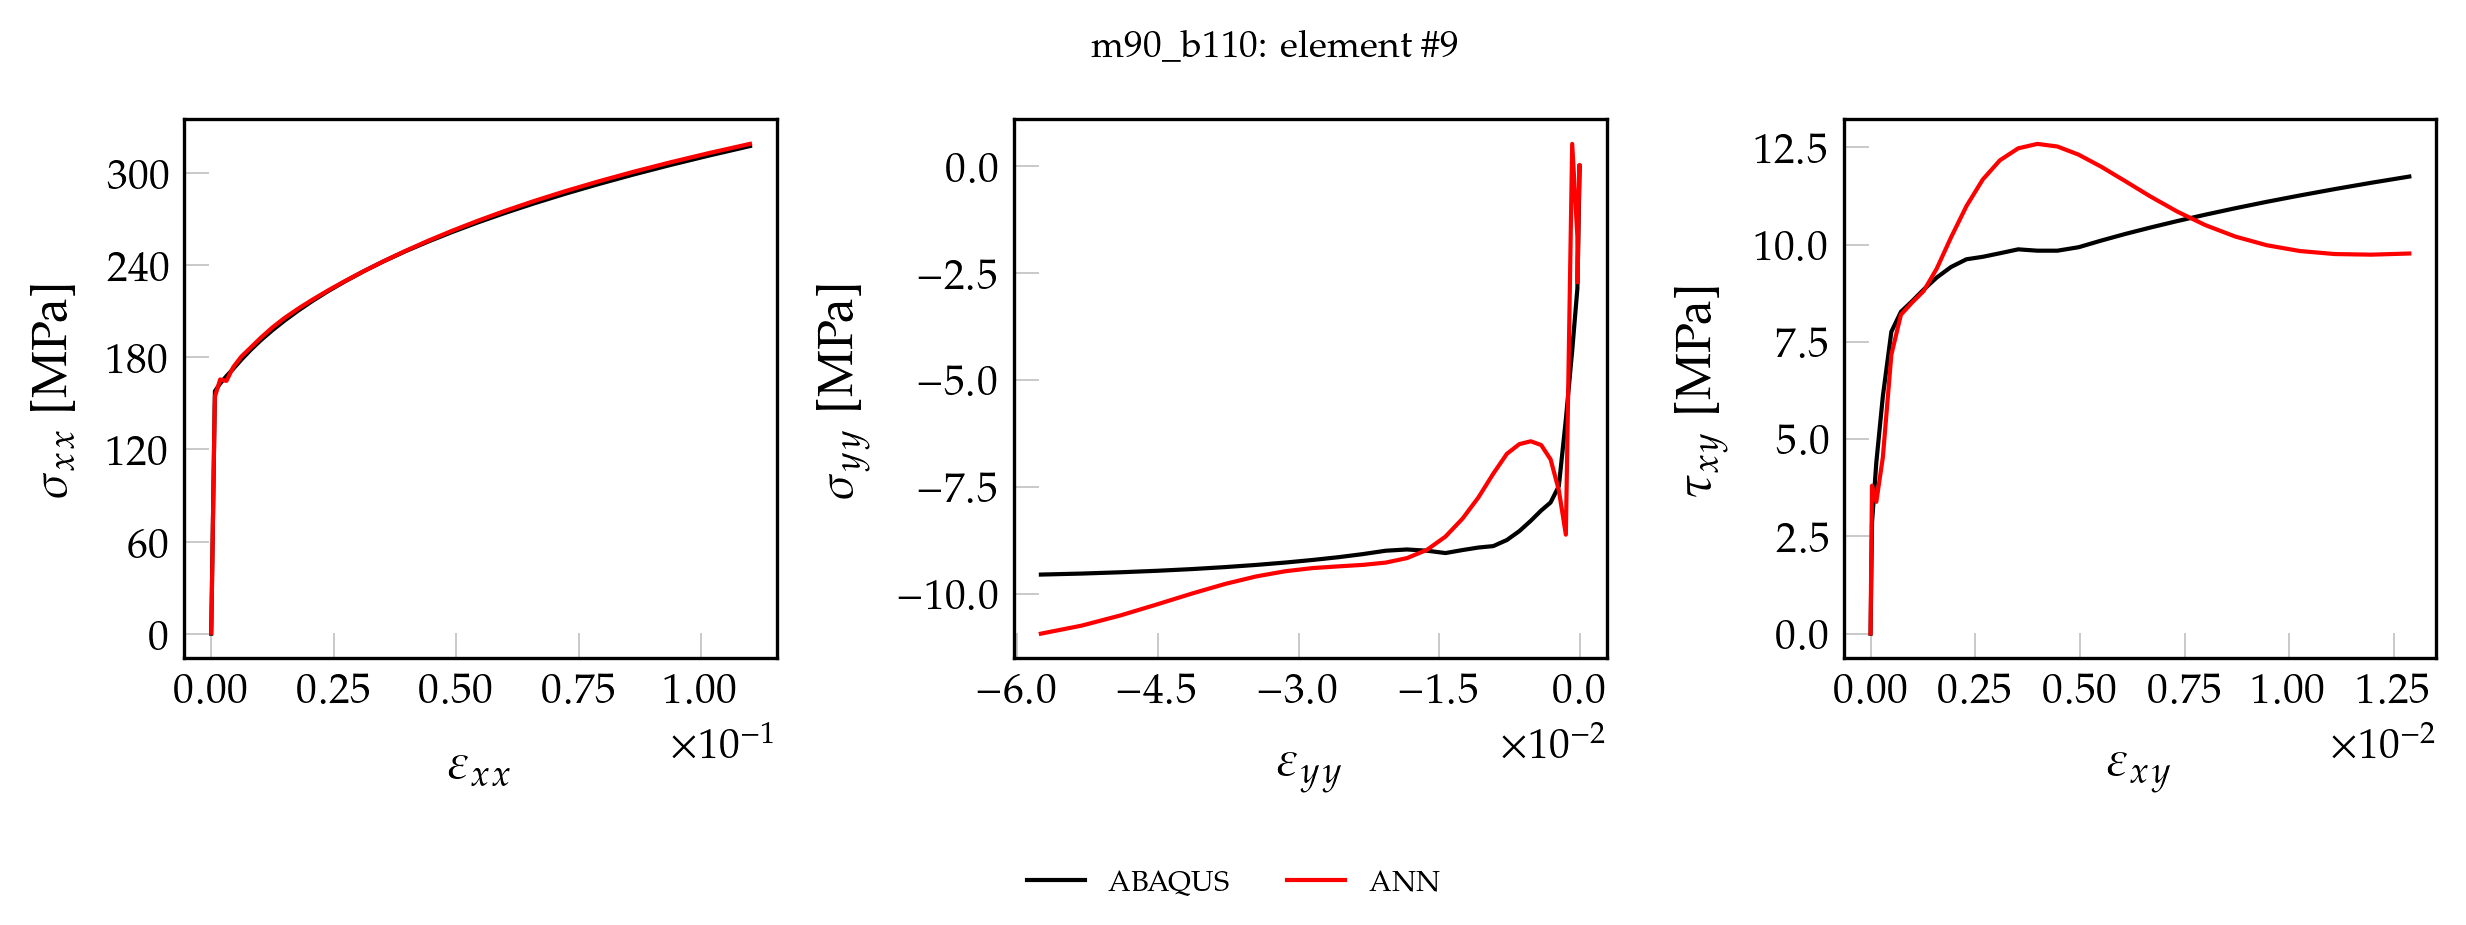 m90_b110: element #9
σxx [MPa]
300
240
180
120
60
0
0.00 0.25 0.50 0.75 1.00
×10−1
εxx
σyy [MPa]
0.0
−2.5
−5.0
−7.5
−10.0
−6.0 −4.5 −3.0 −1.5 0.0
×10−2
εyy
τxy [MPa]
12.5
10.0
7.5
5.0
2.5
0.0
0.00 0.25 0.50 0.75 1.00 1.25
×10−2
εxy
ABAQUS ANN